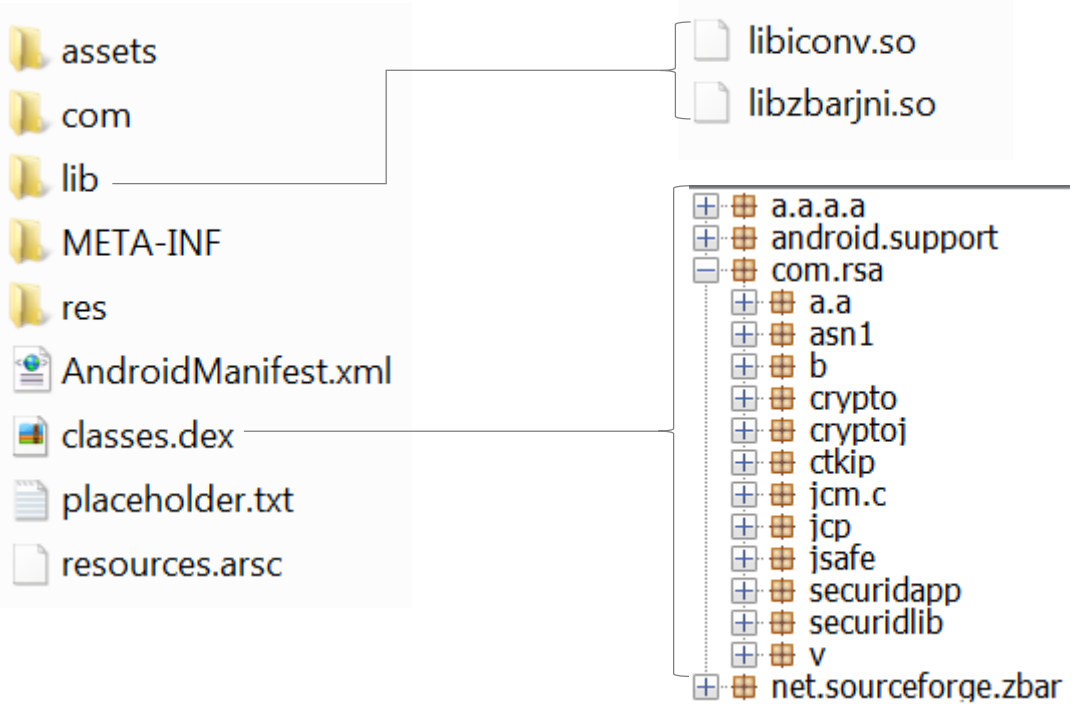 assets
com
lib
META-INF
res
AndroidManifest.xml
classes.dex
placeholder.txt
resources.arsc
libiconv.so
libzbarjni.so
a.a.a.a
android.support
com.rsa
a.a
asn1
b
crypto
cryptoj
ctkip
jcm.c
jcp
jsafe
securidapp
securidlib
v
net.sourceforge.zbar